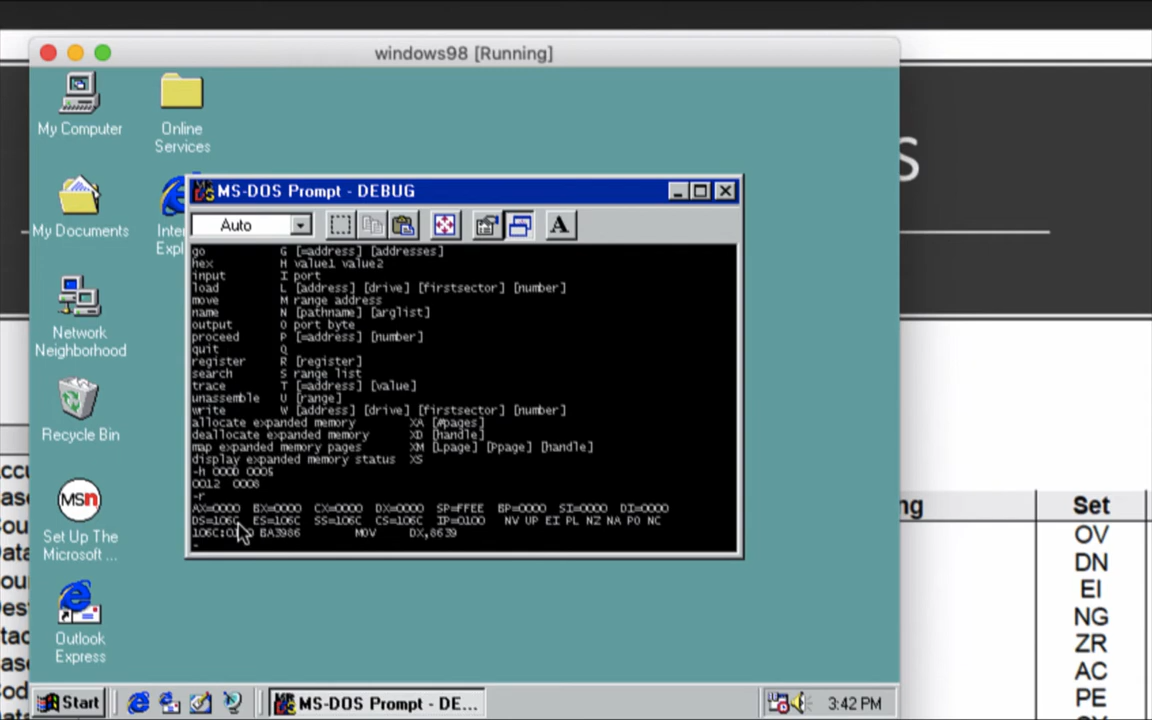 windows98 [Running]
S
My Computer
Online
Services
My Documents
MS-DOS Prompt - DEBUG
Auto
A
go G [=address] [addresses]
hex H value1 value2
input I port
load L [address] [drive] [firstsector] [number]
move M range address
name N [pathname] [arglist]
output O port byte
proceed P [=address] [number]
quit Q
register R [register]
search S range list
trace T [=address] [value]
unassemble U [range]
write W [address] [drive] [firstsector] [number]
allocate expanded memory XA [#pages]
deallocate expanded memory XD [handle]
map expanded memory pages XM [Lpage] [Ppage] [handle]
display expanded memory status XS
-r
AX=0000 BX=0000 CX=0000 DX=0000 SP=FFEE BP=0000 SI=0000 DI=0000
DS=106C ES=106C SS=106C CS=106C IP=0100 NV UP EI PL NZ NA PO NC
BA3986 MOV DX,8639
-
Network
Neighborhood
Recycle Bin
msn
Set Up The
Microsoft ...
Outlook
Express
Start
MS-DOS Prompt - DE...
3:42 PM
ng
Set
OV
DN
EI
NG
ZR
AC
PE